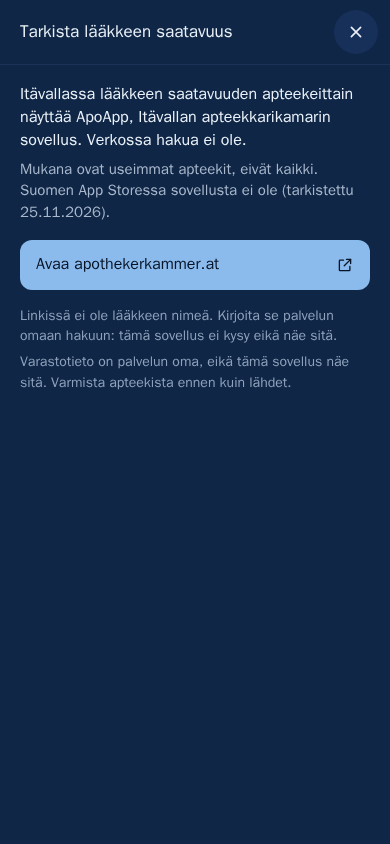 Tarkista lääkkeen saatavuus
Itävallassa lääkkeen saatavuuden apteekeittain
näyttää ApoApp, Itävallan apteekkarikamarin
sovellus. Verkossa hakua ei ole.
Mukana ovat useimmat apteekit, eivät kaikki.
Suomen App Storessa sovellusta ei ole (tarkistettu
25.11.2026).
Avaa apothekerkammer.at
Linkissä ei ole lääkkeen nimeä. Kirjoita se palvelun
omaan hakuun: tämä sovellus ei kysy eikä näe sitä.
Varastotieto on palvelun oma, eikä tämä sovellus näe
sitä. Varmista apteekista ennen kuin lähdet.